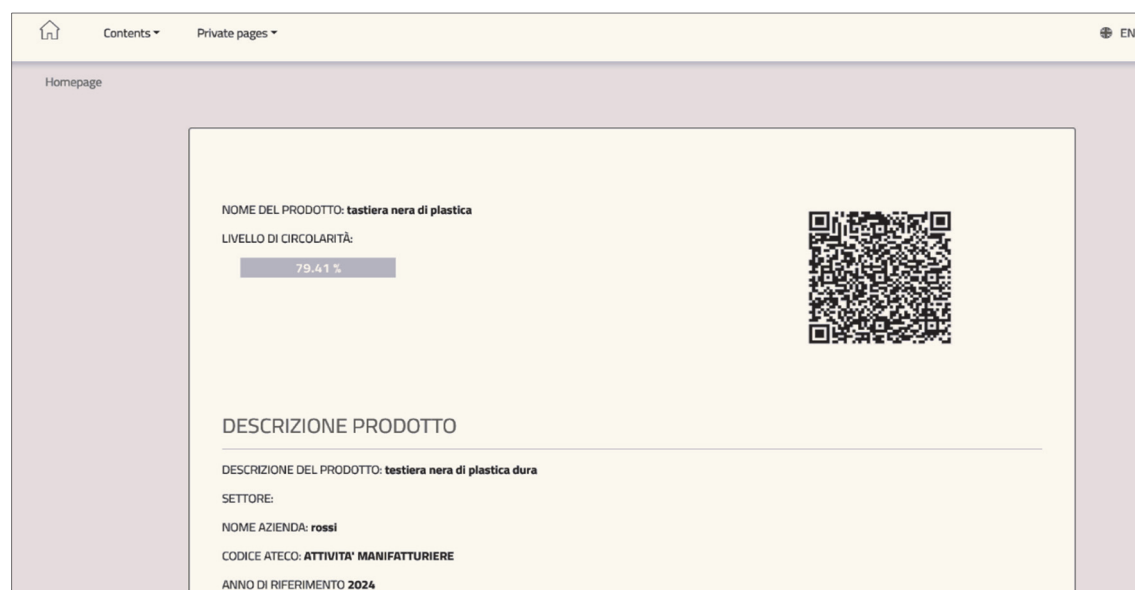 Contents Private pages EN
Homepage
NOME DEL PRODOTTO: tastiera nera di plastica
LIVELLO DI CIRCOLARITÀ:
79.41 %
DESCRIZIONE PRODOTTO
DESCRIZIONE DEL PRODOTTO: testiera nera di plastica dura
SETTORE:
NOME AZIENDA: rossi
CODICE ATECO: ATTIVITA' MANIFATTURIERE
ANNO DI RIFERIMENTO 2024